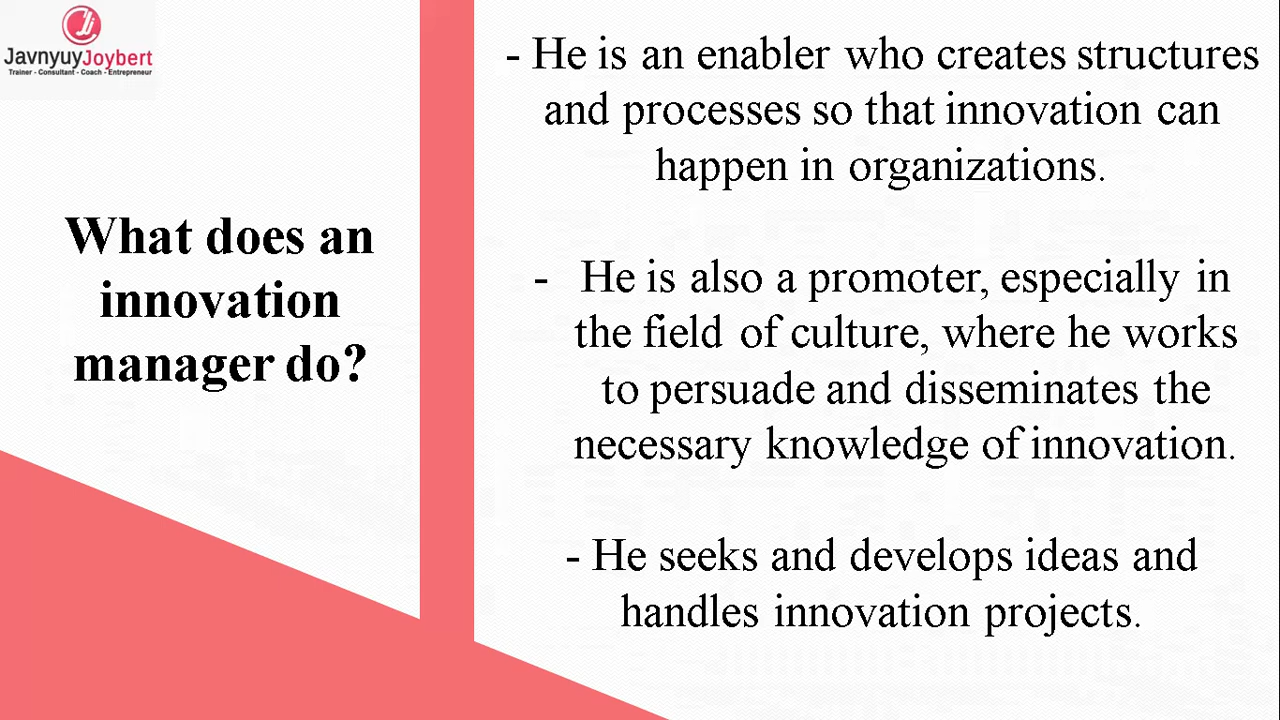 JavnyuyJoybert
Trainer - Consultant - Coach - Entrepreneur
What does an
innovation
manager do?
- He is an enabler who creates structures
and processes so that innovation can
happen in organizations.
- He is also a promoter, especially in
the field of culture, where he works
to persuade and disseminates the
necessary knowledge of innovation.
- He seeks and develops ideas and
handles innovation projects.